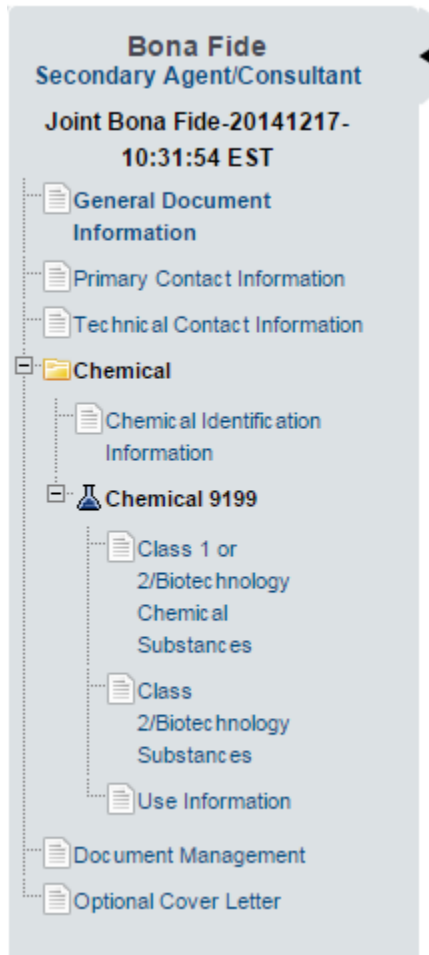 Bona Fide
Secondary Agent/Consultant
Joint Bona Fide-20141217-
10:31:54 EST
General Document
Information
Primary Contact Information
Technical Contact Information
Chemical
Chemical Identification
Information
Chemical 9199
Class 1 or
2/Biotechnology
Chemical
Substances
Class
2/Biotechnology
Substances
Use Information
Document Management
Optional Cover Letter